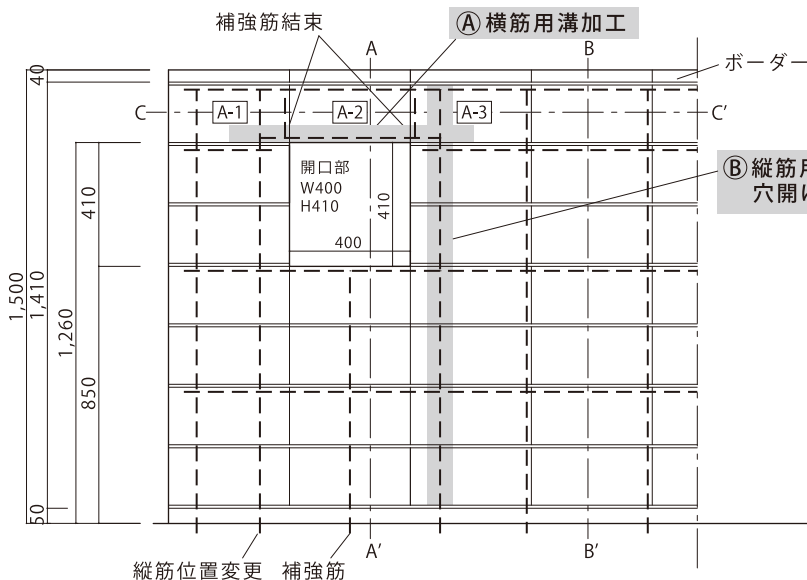 補強筋結束
A
Ⓐ横筋用溝加工
B
ボーダー
40
C
A-1
A-2
A-3
C'
開口部
W400
H410
410
400
Ⓑ縦筋用
穴開け
410
1,500
1,410
1,260
850
50
A'
B'
縦筋位置変更
補強筋